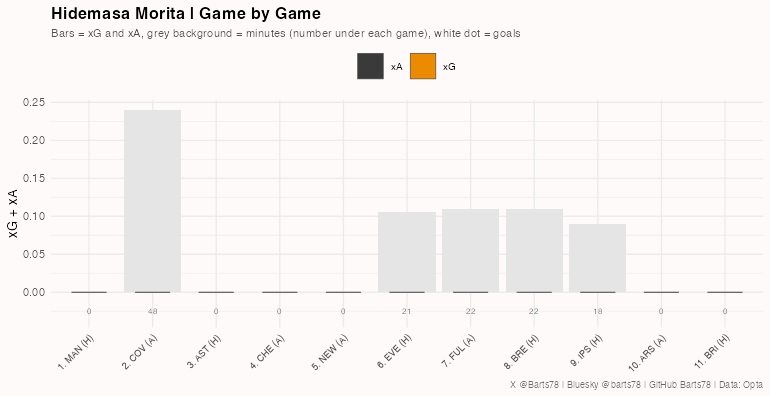 Hidemasa Morita | Game by Game
Bars = xG and xA, grey background = minutes (number under each game), white dot = goals
xA xG
xG + xA
0.25
0.20
0.15
0.10
0.05
0.00
0 48 0 0 0 21 22 22 18 0 0
1. MAN (H)
2. COV (A)
3. AST (H)
4. CHE (A)
5. NEW (A)
6. EVE (H)
7. FUL (A)
8. BRE (H)
9. IPS (H)
10. ARS (A)
11. BRI (H)
X @Barts78 | Bluesky @barts78 | GitHub Barts78 | Data: Opta